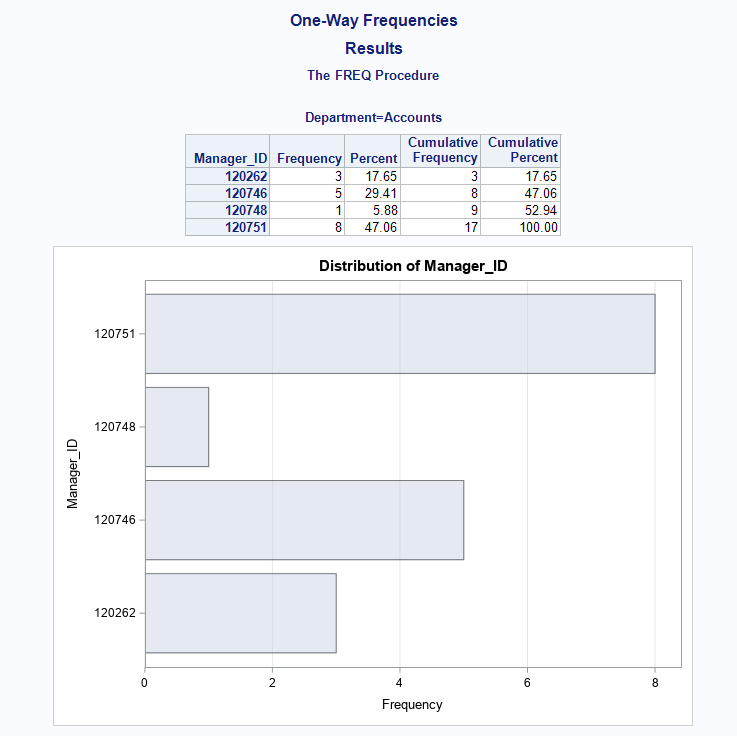 One-Way Frequencies
Results
The FREQ Procedure
Department=Accounts
Manager_ID Frequency Percent Cumulative Frequency Cumulative Percent
120262 3 17.65 3 17.65
120746 5 29.41 8 47.06
120748 1 5.88 9 52.94
120751 8 47.06 17 100.00
Distribution of Manager_ID
120751
120748
120746
120262
Manager_ID
0 2 4 6 8
Frequency